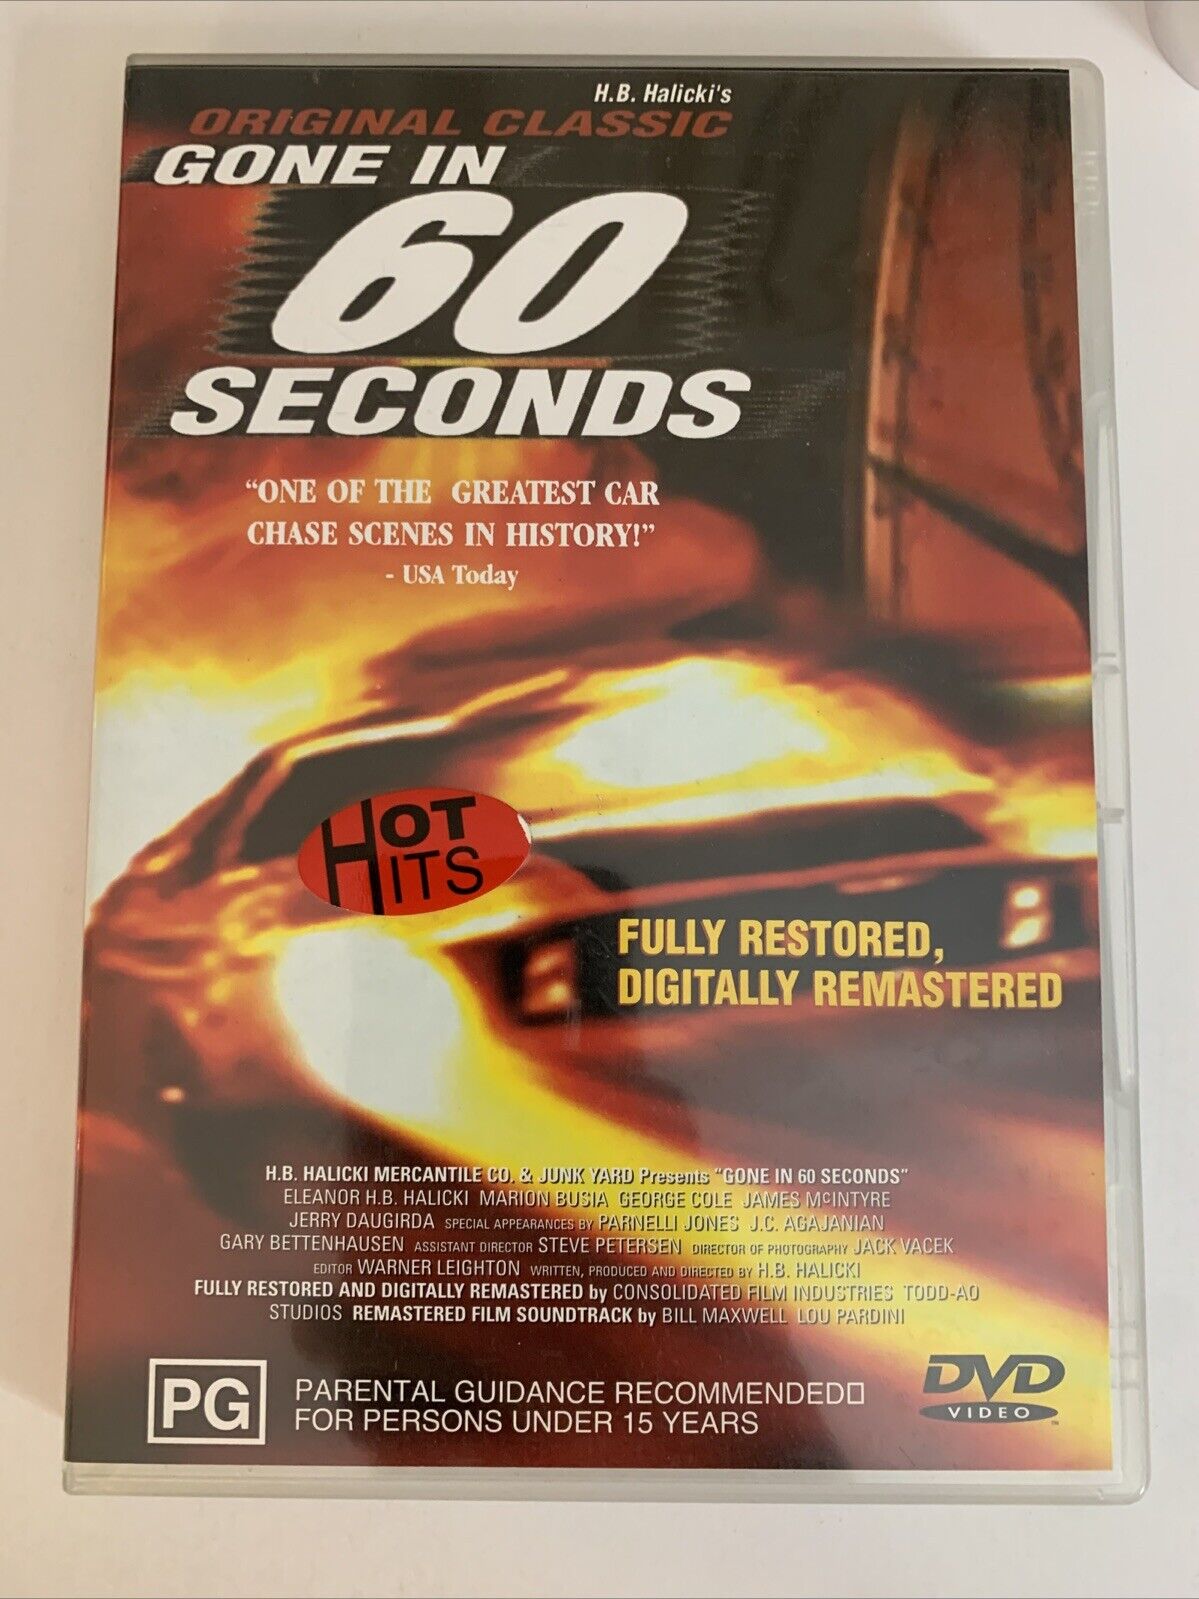 H.B. Halicki's
ORIGINAL CLASSIC
GONE IN
60
SECONDS
“ONE OF THE GREATEST CAR
CHASE SCENES IN HISTORY!”
- USA Today
HOT
HITS
FULLY RESTORED,
DIGITALLY REMASTERED
H.B. HALICKI MERCANTILE CO. & JUNK YARD Presents "GONE IN 60 SECONDS"
ELEANOR H.B. HALICKI MARION BUSIA GEORGE COLE JAMES McINTYRE
JERRY DAUGIRDA SPECIAL APPEARANCES BY PARNELLI JONES J.C. AGAJANIAN
GARY BETTENHAUSEN ASSISTANT DIRECTOR STEVE PETERSEN DIRECTOR OF PHOTOGRAPHY JACK VACEK
EDITOR WARNER LEIGHTON WRITTEN, PRODUCED AND DIRECTED BY H.B. HALICKI
FULLY RESTORED AND DIGITALLY REMASTERED by CONSOLIDATED FILM INDUSTRIES TODD-AO
STUDIOS REMASTERED FILM SOUNDTRACK by BILL MAXWELL LOU PARDINI
PG PARENTAL GUIDANCE RECOMMENDED▯
FOR PERSONS UNDER 15 YEARS
DVD
VIDEO
TM